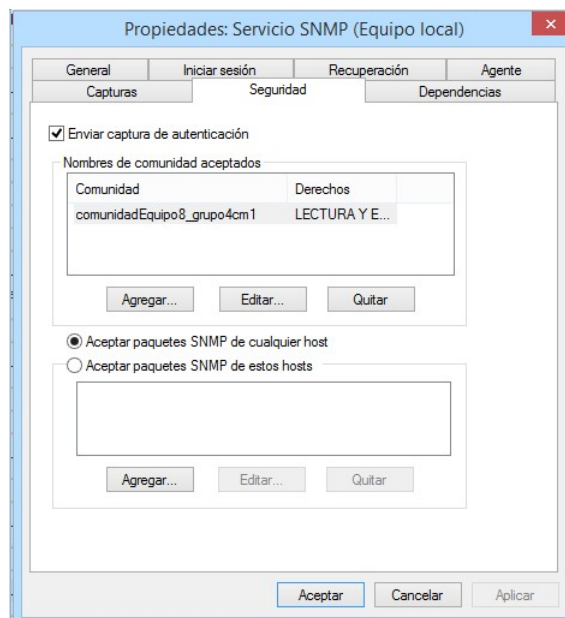 Propiedades: Servicio SNMP (Equipo local)
General Iniciar sesión Recuperación Agente
Capturas Seguridad Dependencias
Enviar captura de autenticación
Nombres de comunidad aceptados
Comunidad Derechos
comunidadEquipo8_grupo4cm1 LECTURA Y E...
Agregar... Editar... Quitar
Aceptar paquetes SNMP de cualquier host
Aceptar paquetes SNMP de estos hosts
Agregar... Editar... Quitar
Aceptar Cancelar Aplicar